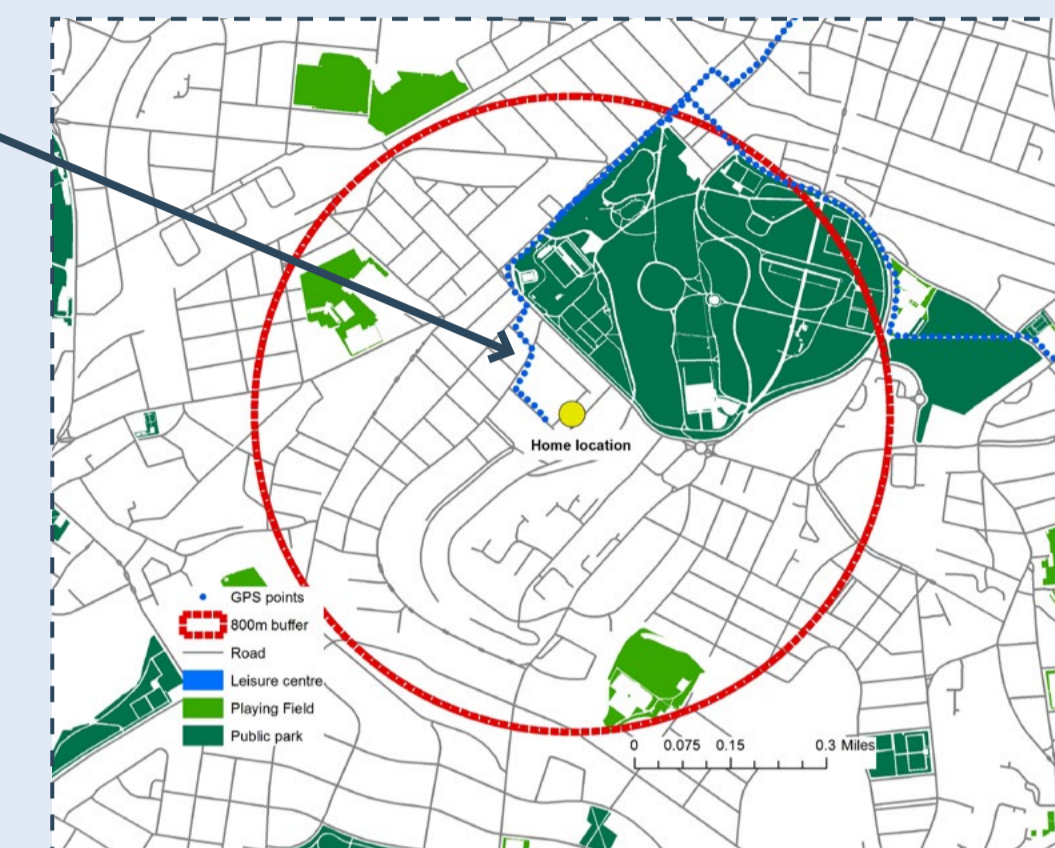 Home location
GPS points
800m buffer
Road
Leisure centre
Playing Field
Public park
0 0.075 0.15 0.3 Miles